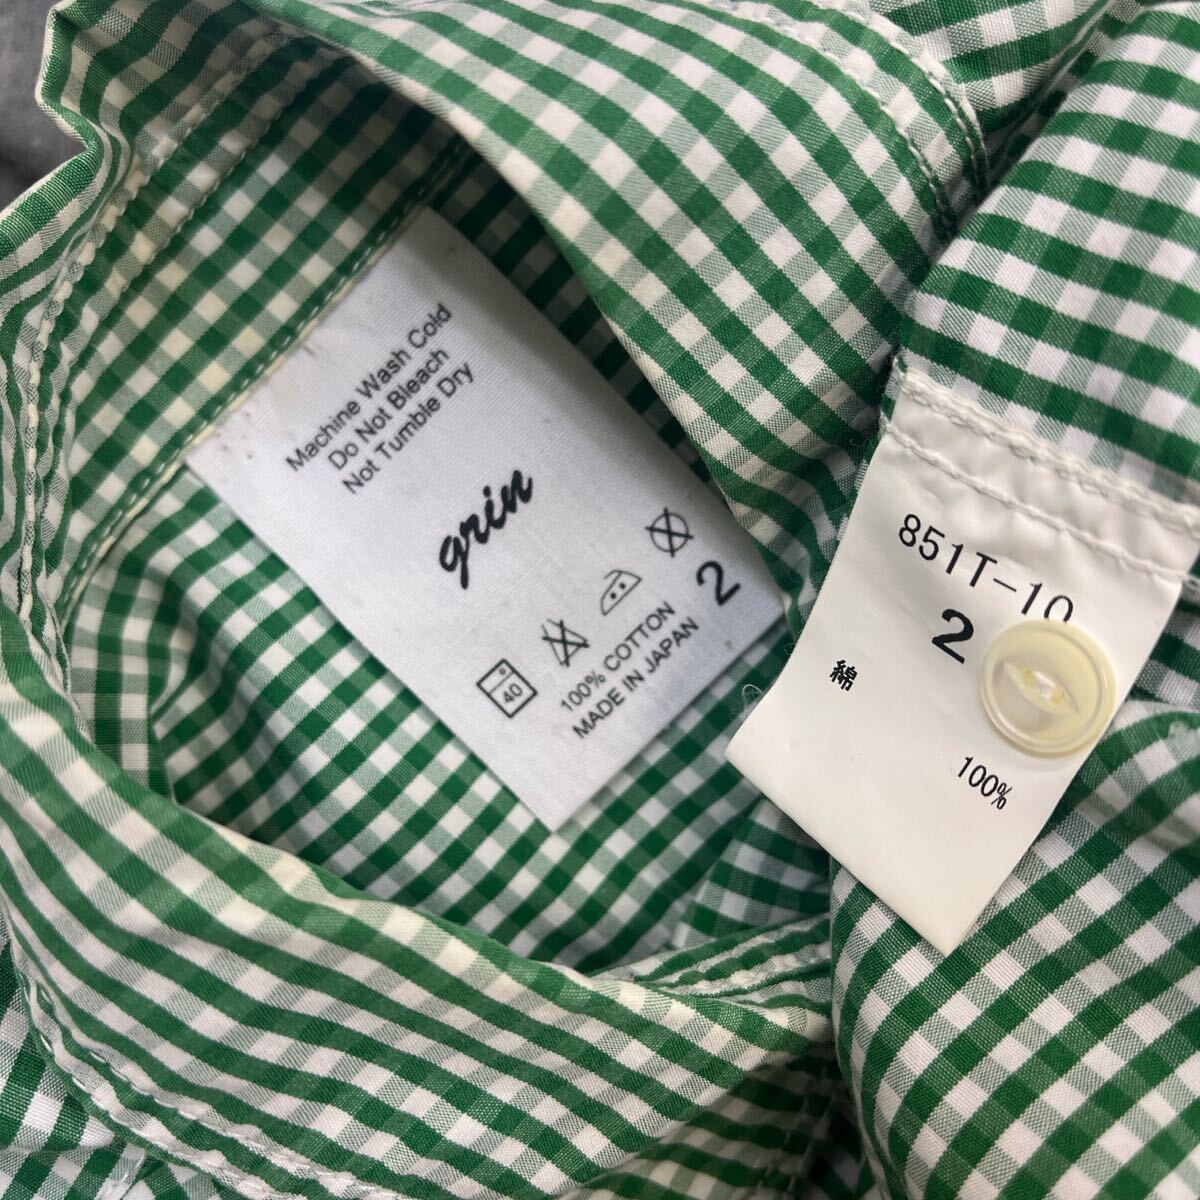 Machine Wash Cold
Do Not Bleach
Not Tumble Dry
grin
40
100% COTTON
MADE IN JAPAN
2
851T-10
2
綿
100%